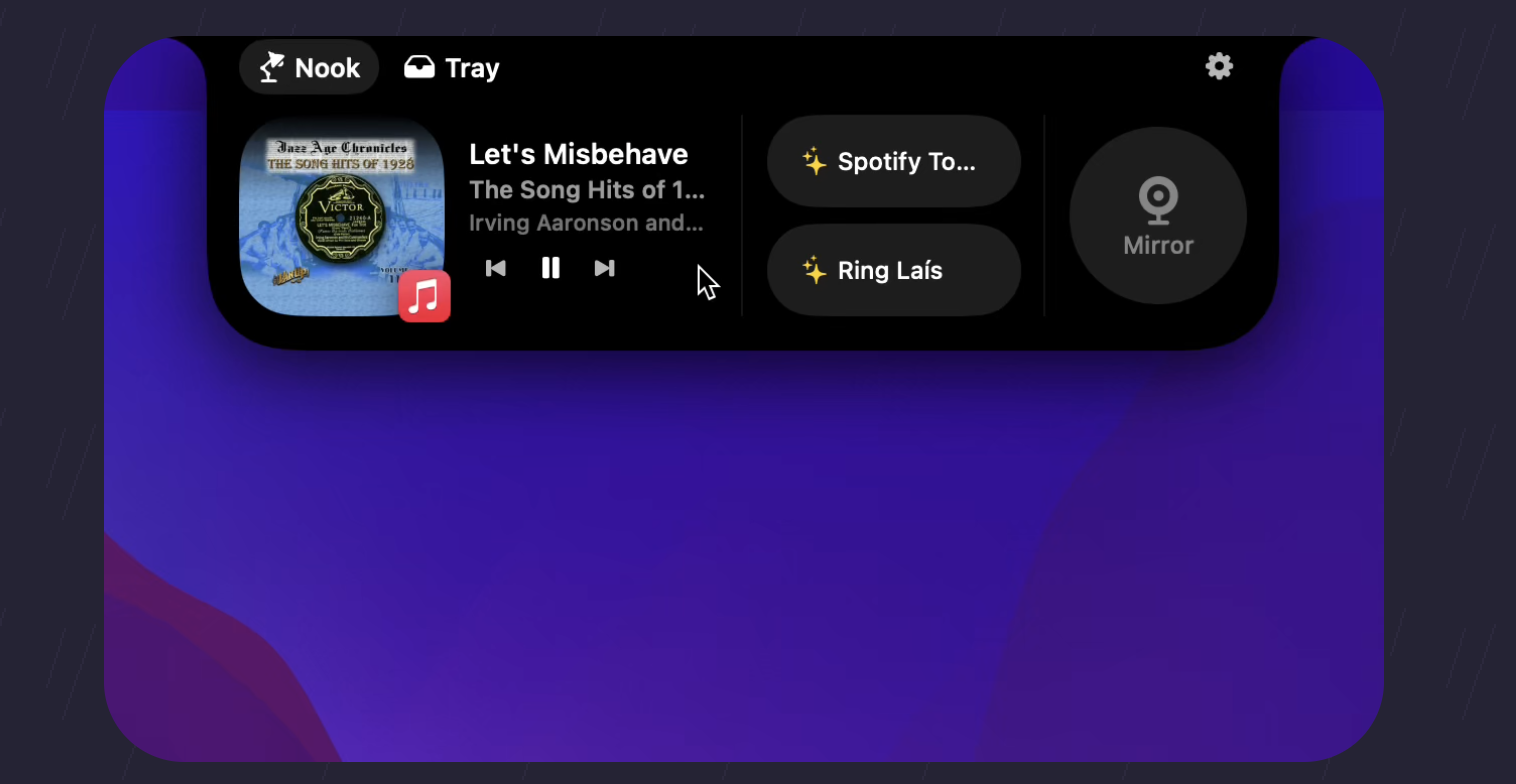 Nook
Tray
Jazz Age Chronicles
THE SONG HITS OF 1928
VICTOR
Let's Misbehave
The Song Hits of 1...
Irving Aaronson and...
Spotify To...
Ring Laís
Mirror